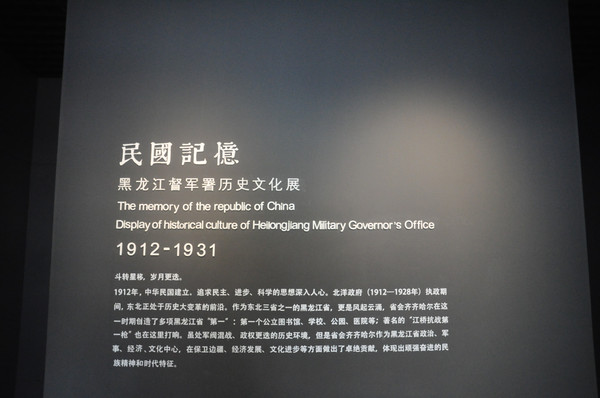 民國記憶
黑龙江督军署历史文化展
The memory of the republic of China
Display of historical culture of Heilongjiang Military Governor's Office
1912-1931
斗转星移，岁月更迭。
1912年，中华民国建立，追求民主、进步、科学的思想深入人心。北洋政府（1912—1928年）执政期
间，东北正处于历史大变革的前沿。作为东北三省之一的黑龙江省，更是风起云涌，省会齐齐哈尔在这
一时期创造了多项黑龙江省“第一”：第一个公立图书馆、学校、公园、医院等；著名的“江桥抗战第
一枪”也在这里打响。虽处军阀混战、政权更迭的历史环境，但是省会齐齐哈尔作为黑龙江省政治、军
事、经济、文化中心，在保卫边疆、经济发展、文化进步等方面做出了卓绝贡献，体现出顽强奋进的民
族精神和时代特征。